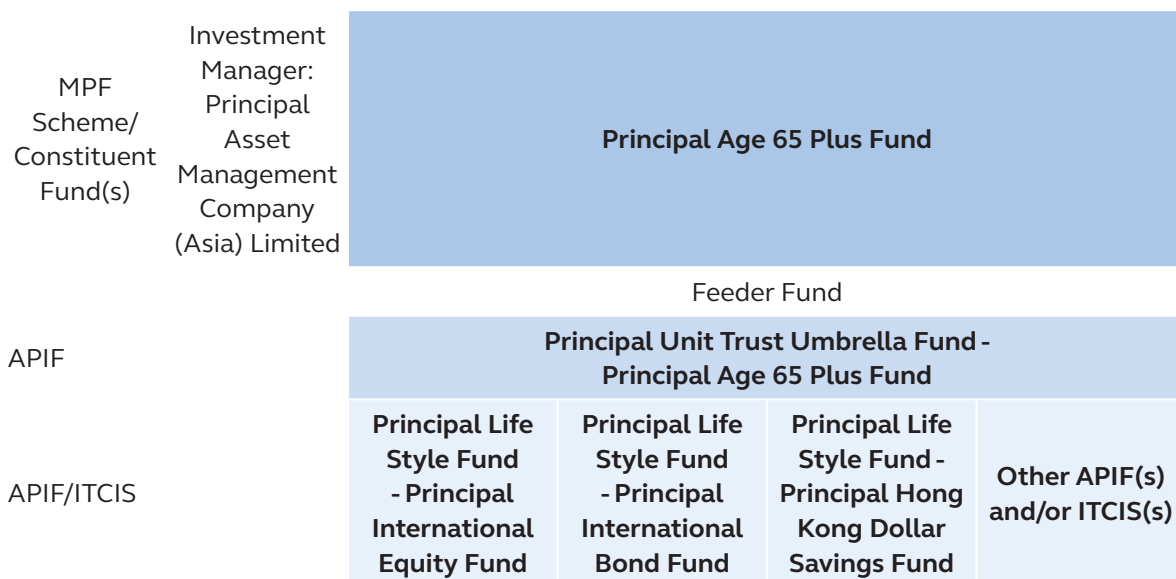 MPF
Scheme/
Constituent
Fund(s)
Investment
Manager:
Principal
Asset
Management
Company
(Asia) Limited
Principal Age 65 Plus Fund
Feeder Fund
APIF
Principal Unit Trust Umbrella Fund -
Principal Age 65 Plus Fund
APIF/ITCIS
Principal Life
Style Fund
- Principal
International
Equity Fund
Principal Life
Style Fund
- Principal
International
Bond Fund
Principal Life
Style Fund -
Principal Hong
Kong Dollar
Savings Fund
Other APIF(s)
and/or ITCIS(s)